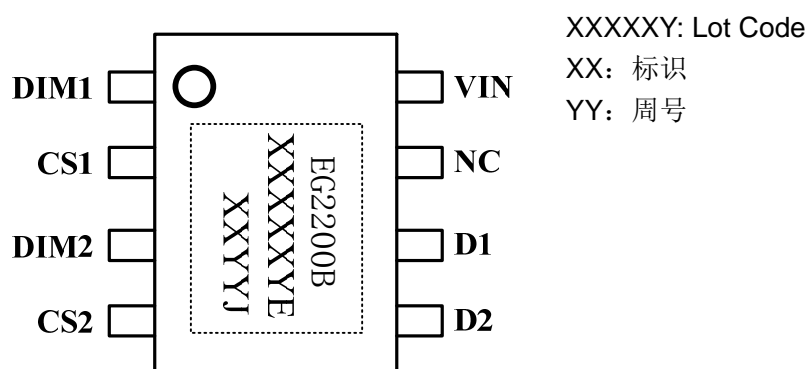 XXXXXY: Lot Code
XX：标识
YY：周号
DIM1
CS1
DIM2
CS2
VIN
NC
D1
D2
EG2200B
XXXXXXYE
XXYYJ